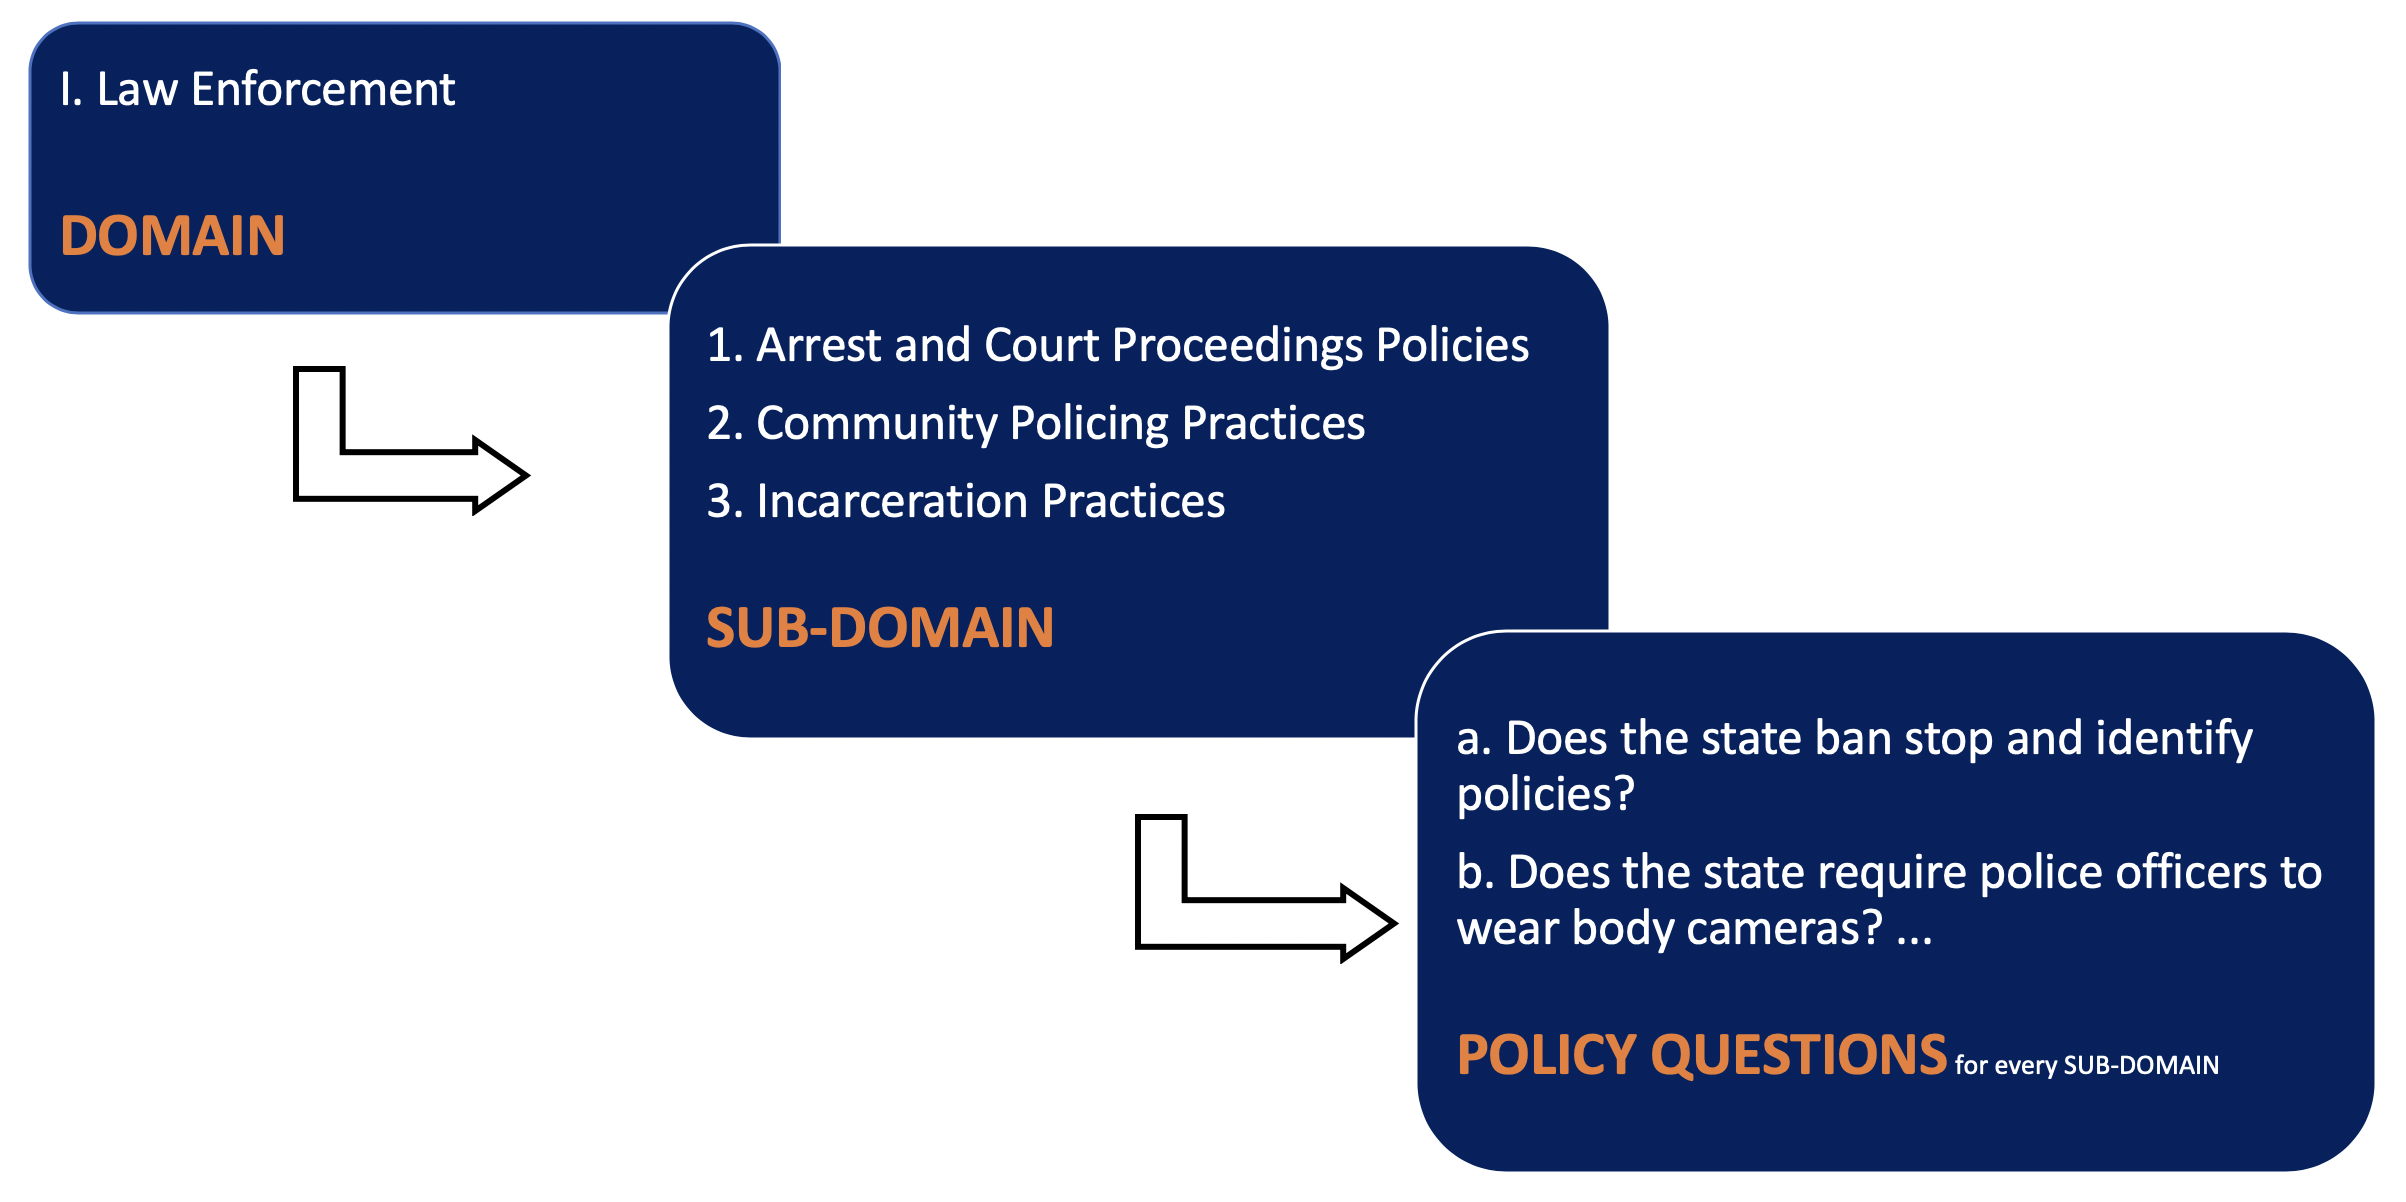 I. Law Enforcement
DOMAIN
1. Arrest and Court Proceedings Policies
2. Community Policing Practices
3. Incarceration Practices
SUB-DOMAIN
a. Does the state ban stop and identify
policies?
b. Does the state require police officers to
wear body cameras? ...
POLICY QUESTIONS for every SUB-DOMAIN